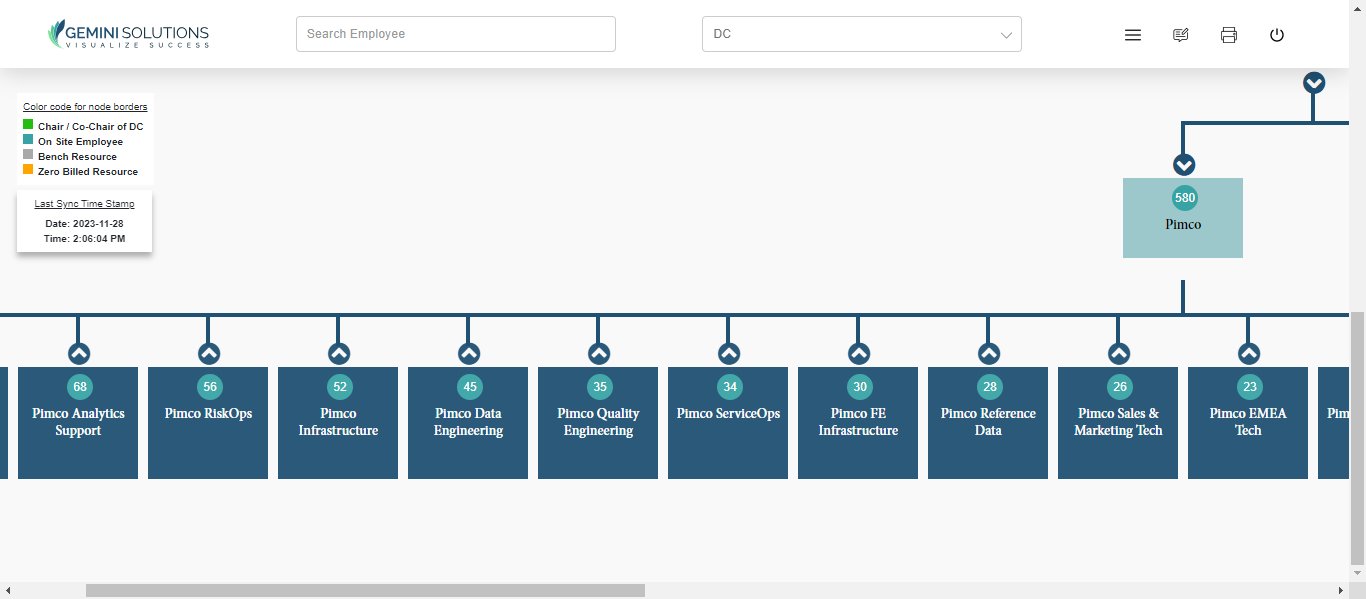 GEMINI SOLUTIONS
VISUALIZE SUCCESS
Search Employee
DC
Color code for node borders
Chair / Co-Chair of DC
On Site Employee
Bench Resource
Zero Billed Resource
Last Sync Time Stamp
Date: 2023-11-28
Time: 2:06:04 PM
580
Pimco
68
Pimco Analytics
Support
56
Pimco RiskOps
52
Pimco
Infrastructure
45
Pimco Data
Engineering
35
Pimco Quality
Engineering
34
Pimco ServiceOps
30
Pimco FE
Infrastructure
28
Pimco Reference
Data
26
Pimco Sales &
Marketing Tech
23
Pimco EMEA
Tech